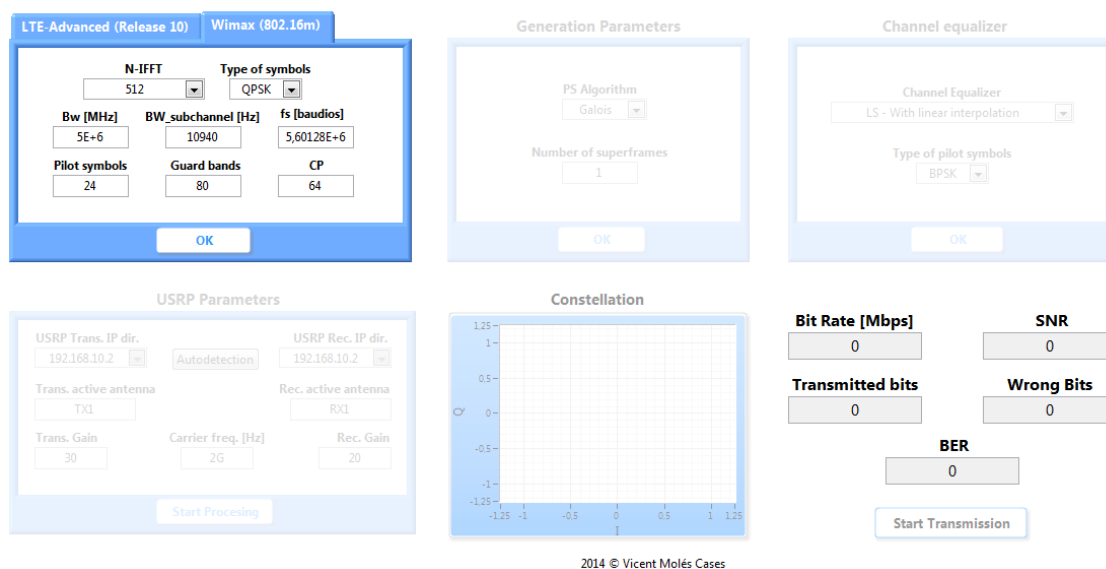 LTE-Advanced (Release 10) Wimax (802.16m)
N-IFFT Type of symbols
512 QPSK
Bw [MHz] BW_subchannel [Hz] fs [baudios]
5E+6 10940 5,60128E+6
Pilot symbols Guard bands CP
24 80 64
OK
Generation Parameters
PS Algorithm
Galois
Number of superframes
1
OK
Channel equalizer
Channel Equalizer
LS - With linear interpolation
Type of pilot symbols
BPSK
OK
USRP Parameters
USRP Trans. IP dir. USRP Rec. IP dir.
192.168.10.2 Autodetection 192.168.10.2
Trans. active antenna Rec. active antenna
TX1 RX1
Trans. Gain Carrier freq. [Hz] Rec. Gain
30 2G 20
Start Procesing
Constellation
1.25
1
0.5
Q 0
-0.5
-1
-1.25
-1.25 -1 -0.5 0 0.5 1 1.25
I
Bit Rate [Mbps] SNR
0 0
Transmitted bits Wrong Bits
0 0
BER
0
Start Transmission
2014 © Vicent Molés Cases